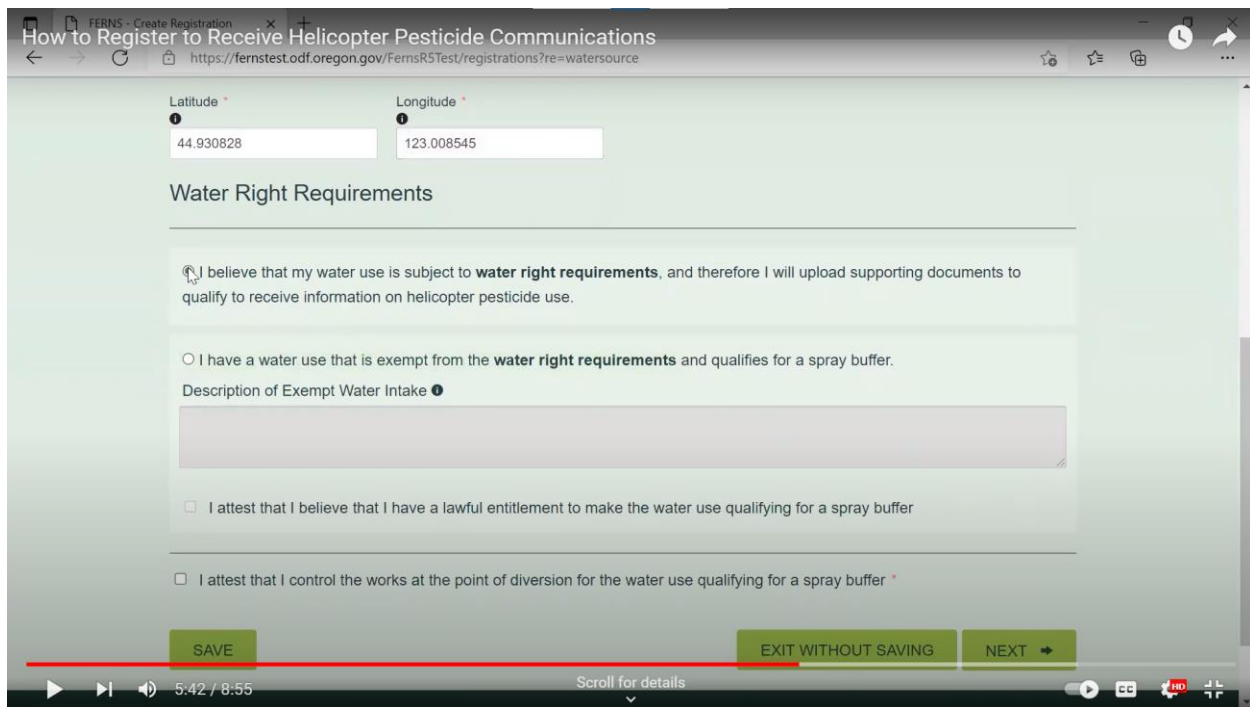 FERNS - Create Registration
How to Register to Receive Helicopter Pesticide Communications
https://fernstest.odf.oregon.gov/FernsR5Test/registrations?re=watersource
Latitude * Longitude *
44.930828 123.008545
Water Right Requirements
I believe that my water use is subject to water right requirements, and therefore I will upload supporting documents to
qualify to receive information on helicopter pesticide use.
I have a water use that is exempt from the water right requirements and qualifies for a spray buffer.
Description of Exempt Water Intake
I attest that I believe that I have a lawful entitlement to make the water use qualifying for a spray buffer
I attest that I control the works at the point of diversion for the water use qualifying for a spray buffer *
SAVE EXIT WITHOUT SAVING NEXT
5:42 / 8:55 Scroll for details CC HD